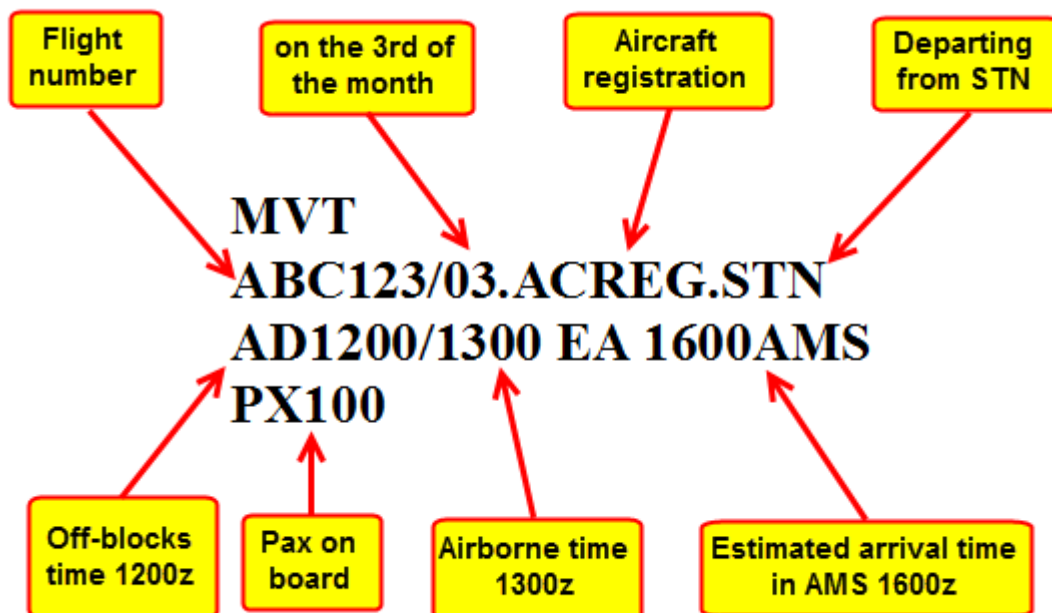 Flight
number
on the 3rd of
the month
Aircraft
registration
Departing
from STN
MVT
ABC123/03.ACREG.STN
AD1200/1300 EA 1600AMS
PX100
Off-blocks
time 1200z
Pax on
board
Airborne time
1300z
Estimated arrival time
in AMS 1600z